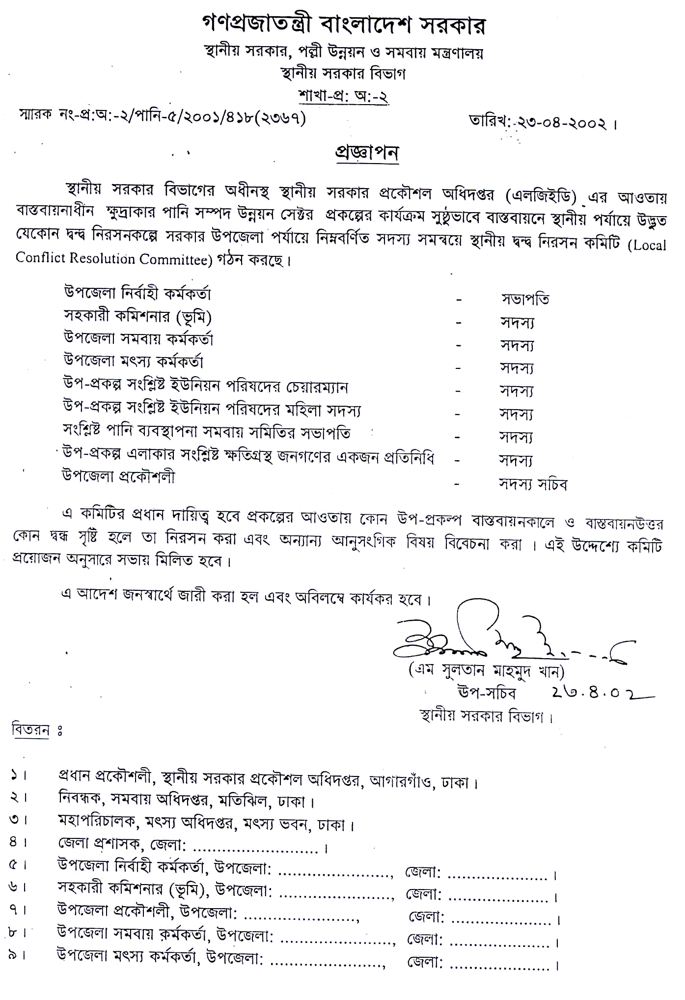 গণপ্রজাতন্ত্রী বাংলাদেশ সরকার
স্থানীয় সরকার, পল্লী উন্নয়ন ও সমবায় মন্ত্রণালয়
স্থানীয় সরকার বিভাগ
শাখা-প্র: অ:-২
স্মারক নং-প্র:অ:-২/পানি-৫/২০০১/৪১৮(২৩৬৭)
তারিখ: ২৩-০৪-২০০২ ।
প্রজ্ঞাপন
স্থানীয় সরকার বিভাগের অধীনস্থ স্থানীয় সরকার প্রকৌশল অধিদপ্তর (এলজিইডি) এর আওতায়
বাস্তবায়নাধীন ক্ষুদ্রাকার পানি সম্পদ উন্নয়ন সেক্টর প্রকল্পের কার্যক্রম সুষ্ঠুভাবে বাস্তবায়নে স্থানীয় পর্যায়ে উদ্ভুত
যেকোন দ্বন্দ্ব নিরসনকল্পে সরকার উপজেলা পর্যায়ে নিম্নবর্ণিত সদস্য সমন্বয়ে স্থানীয় দ্বন্দ্ব নিরসন কমিটি (Local
Conflict Resolution Committee) গঠন করছে।
উপজেলা নির্বাহী কর্মকর্তা - সভাপতি
সহকারী কমিশনার (ভূমি) - সদস্য
উপজেলা সমবায় কর্মকর্তা - সদস্য
উপজেলা মৎস্য কর্মকর্তা - সদস্য
উপ-প্রকল্প সংশ্লিষ্ট ইউনিয়ন পরিষদের চেয়ারম্যান - সদস্য
উপ-প্রকল্প সংশ্লিষ্ট ইউনিয়ন পরিষদের মহিলা সদস্য - সদস্য
সংশ্লিষ্ট পানি ব্যবস্থাপনা সমবায় সমিতির সভাপতি - সদস্য
উপ-প্রকল্প এলাকার সংশ্লিষ্ট ক্ষতিগ্রস্থ জনগণের একজন প্রতিনিধি - সদস্য
উপজেলা প্রকৌশলী - সদস্য সচিব
এ কমিটির প্রধান দায়িত্ব হবে প্রকল্পের আওতায় কোন উপ-প্রকল্প বাস্তবায়নকালে ও বাস্তবায়নউত্তর
কোন দ্বন্ধ সৃষ্টি হলে তা নিরসন করা এবং অন্যান্য আনুসংগিক বিষয় বিবেচনা করা । এই উদ্দেশ্যে কমিটি
প্রয়োজন অনুসারে সভায় মিলিত হবে।
এ আদেশ জনস্বার্থে জারী করা হল এবং অবিলম্বে কার্যকর হবে।
(এম সুলতান মাহমুদ খান)
উপ-সচিব ২৩.৪.০২
স্থানীয় সরকার বিভাগ।
বিতরন ঃ
১। প্রধান প্রকৌশলী, স্থানীয় সরকার প্রকৌশল অধিদপ্তর, আগারগাঁও, ঢাকা।
২। নিবন্ধক, সমবায় অধিদপ্তর, মতিঝিল, ঢাকা।
৩। মহাপরিচালক, মৎস্য অধিদপ্তর, মৎস্য ভবন, ঢাকা।
৪। জেলা প্রশাসক, জেলা: .......................... ।
৫। উপজেলা নির্বাহী কর্মকর্তা, উপজেলা: ......................., জেলা: ..................... ।
৬। সহকারী কমিশনার (ভূমি), উপজেলা: ......................., জেলা: ..................... ।
৭। উপজেলা প্রকৌশলী, উপজেলা: ......................., জেলা: ..................... ।
৮। উপজেলা সমবায় কর্মকর্তা, উপজেলা: ......................., জেলা: ..................... ।
৯। উপজেলা মৎস্য কর্মকর্তা, উপজেলা: ......................., জেলা: ..................... ।